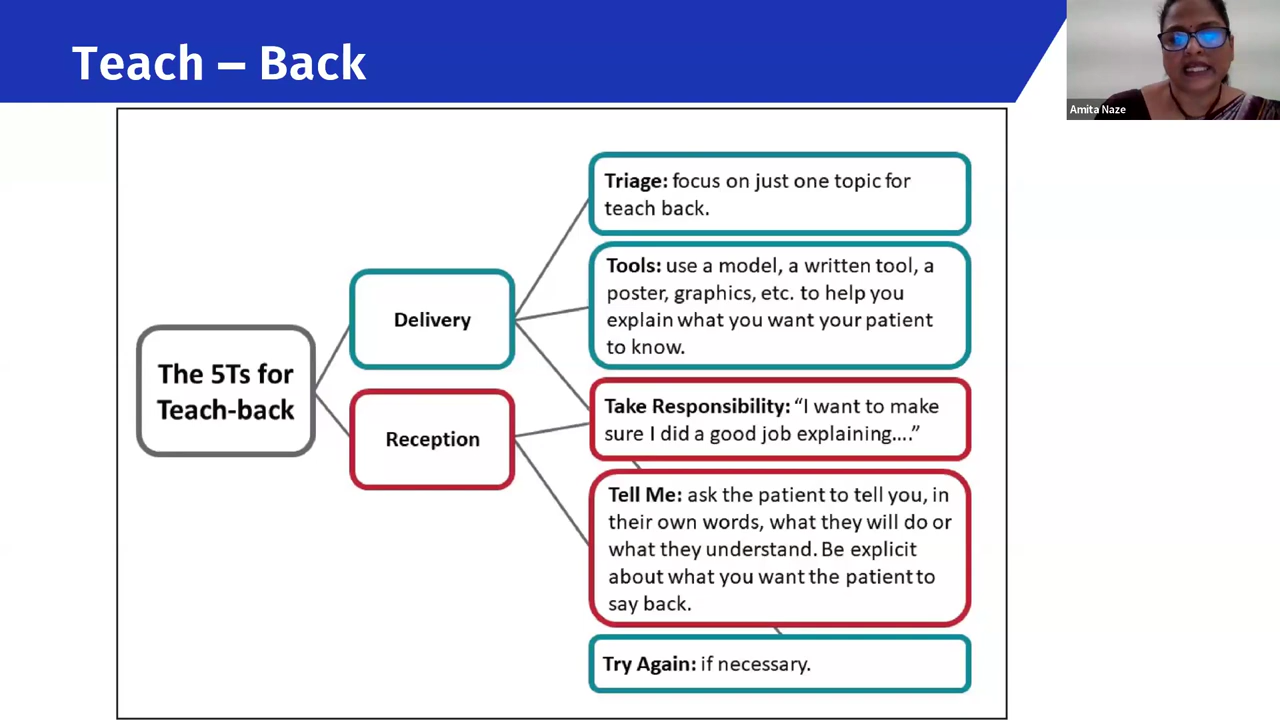 Teach – Back
Amita Naze
The 5Ts for
Teach-back
Delivery
Reception
Triage: focus on just one topic for
teach back.
Tools: use a model, a written tool, a
poster, graphics, etc. to help you
explain what you want your patient
to know.
Take Responsibility: “I want to make
sure I did a good job explaining....”
Tell Me: ask the patient to tell you, in
their own words, what they will do or
what they understand. Be explicit
about what you want the patient to
say back.
Try Again: if necessary.